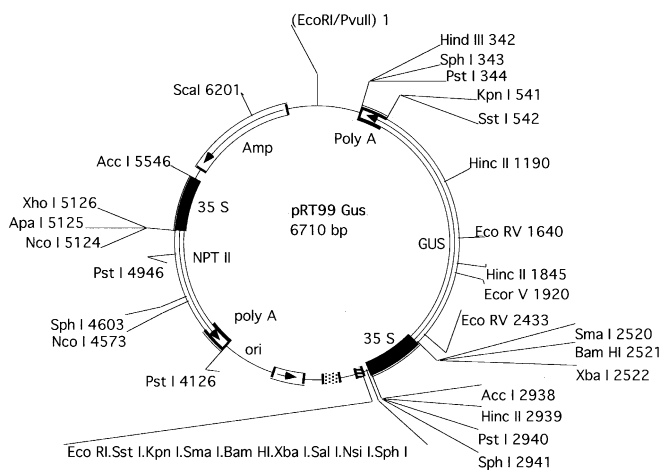 (EcoRI/PvuII) 1
Hind III 342
Sph I 343
Pst I 344
Kpn I 541
Sst I 542
Scal 6201
Poly A
Amp
Hinc II 1190
Acc I 5546
35 S
Xho I 5126
Apa I 5125
Nco I 5124
pRT99 Gus
6710 bp
Eco RV 1640
GUS
NPT II
Pst I 4946
Hinc II 1845
Ecor V 1920
Sph I 4603
Nco I 4573
poly A
ori
35 S
Eco RV 2433
Sma I 2520
Bam HI 2521
Xba I 2522
Pst I 4126
Acc I 2938
Hinc II 2939
Pst I 2940
Sph I 2941
Eco RI.Sst I.Kpn I.Sma I.Bam HI.Xba I.Sal I.Nsi I.Sph I